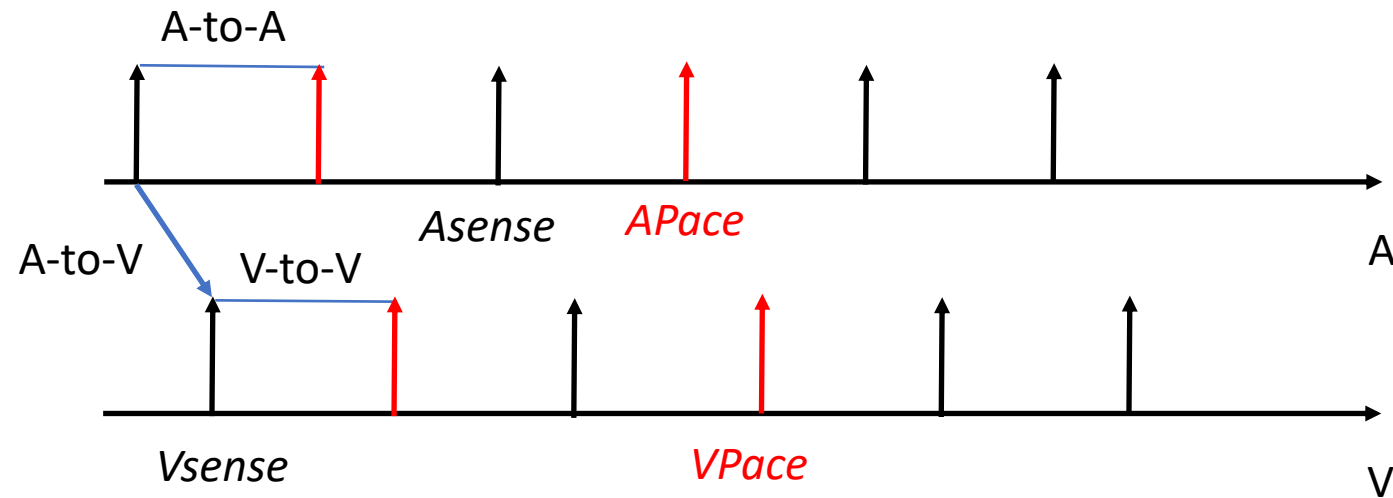 A-to-A
Asense
APace
A
A-to-V
V-to-V
Vsense
VPace
V